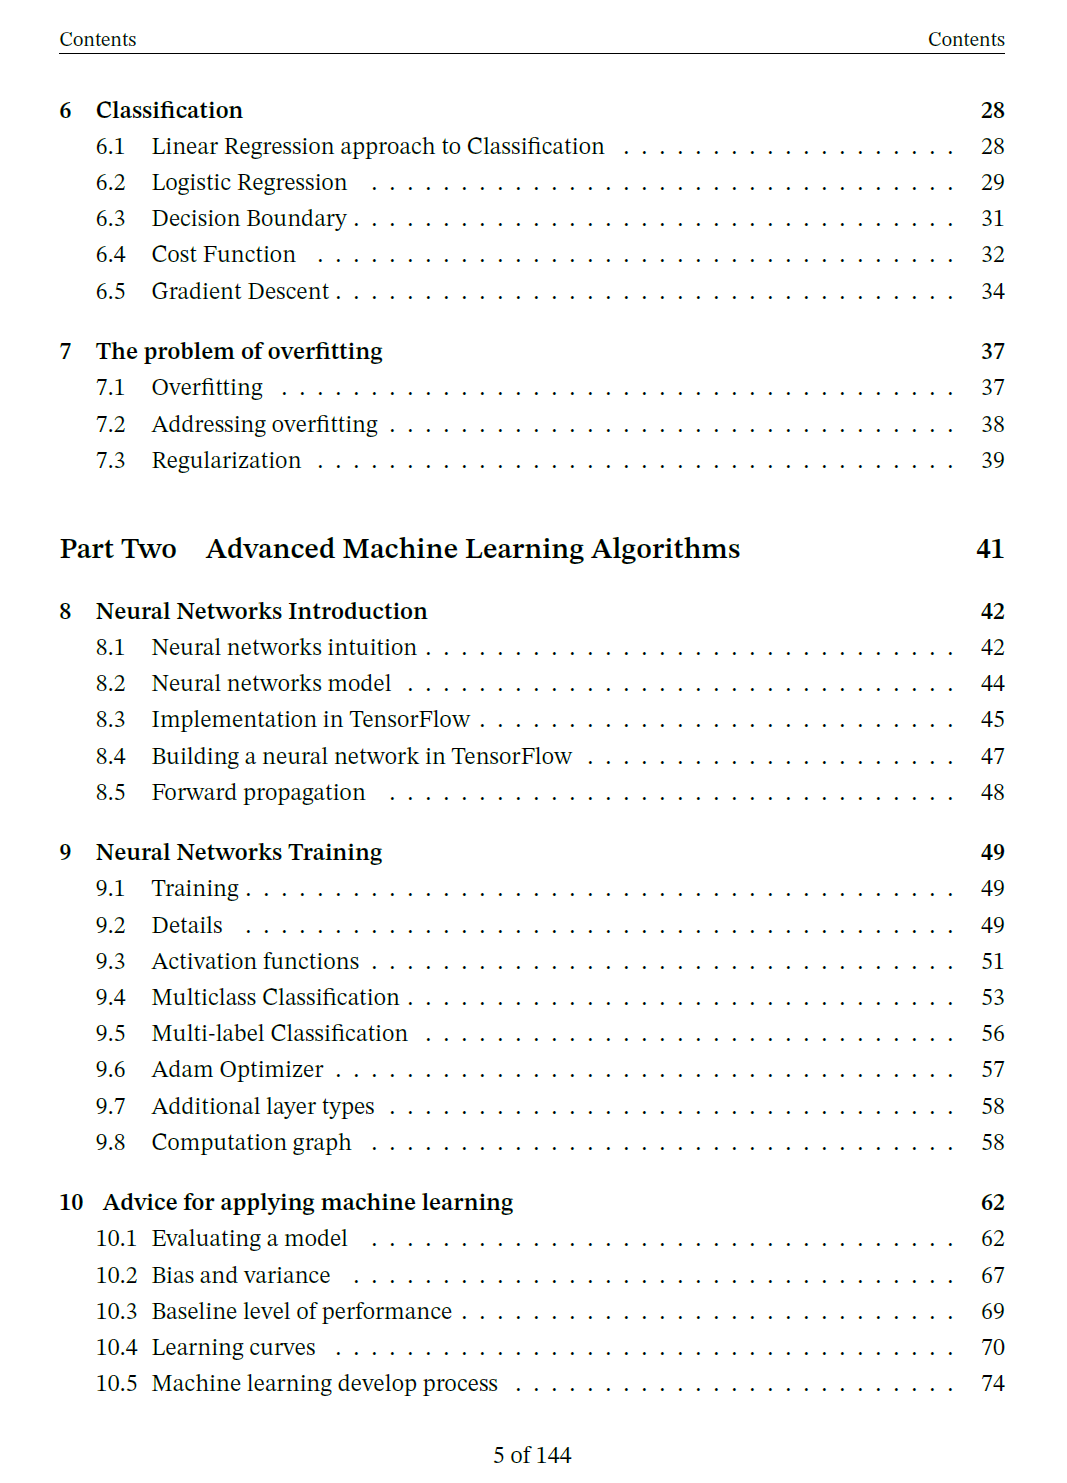 Contents Contents
6 Classification 28
6.1 Linear Regression approach to Classification . . . . . . . . . . . . . . . . . . . 28
6.2 Logistic Regression . . . . . . . . . . . . . . . . . . . . . . . . . . . . . . . . . 29
6.3 Decision Boundary . . . . . . . . . . . . . . . . . . . . . . . . . . . . . . . . . . 31
6.4 Cost Function . . . . . . . . . . . . . . . . . . . . . . . . . . . . . . . . . . . . 32
6.5 Gradient Descent . . . . . . . . . . . . . . . . . . . . . . . . . . . . . . . . . . . 34
7 The problem of overfitting 37
7.1 Overfitting . . . . . . . . . . . . . . . . . . . . . . . . . . . . . . . . . . . . . . 37
7.2 Addressing overfitting . . . . . . . . . . . . . . . . . . . . . . . . . . . . . . . . 38
7.3 Regularization . . . . . . . . . . . . . . . . . . . . . . . . . . . . . . . . . . . . 39
Part Two Advanced Machine Learning Algorithms 41
8 Neural Networks Introduction 42
8.1 Neural networks intuition . . . . . . . . . . . . . . . . . . . . . . . . . . . . . . 42
8.2 Neural networks model . . . . . . . . . . . . . . . . . . . . . . . . . . . . . . . 44
8.3 Implementation in TensorFlow . . . . . . . . . . . . . . . . . . . . . . . . . . . 45
8.4 Building a neural network in TensorFlow . . . . . . . . . . . . . . . . . . . . . 47
8.5 Forward propagation . . . . . . . . . . . . . . . . . . . . . . . . . . . . . . . . 48
9 Neural Networks Training 49
9.1 Training . . . . . . . . . . . . . . . . . . . . . . . . . . . . . . . . . . . . . . . . 49
9.2 Details . . . . . . . . . . . . . . . . . . . . . . . . . . . . . . . . . . . . . . . . 49
9.3 Activation functions . . . . . . . . . . . . . . . . . . . . . . . . . . . . . . . . . 51
9.4 Multiclass Classification . . . . . . . . . . . . . . . . . . . . . . . . . . . . . . . 53
9.5 Multi-label Classification . . . . . . . . . . . . . . . . . . . . . . . . . . . . . . 56
9.6 Adam Optimizer . . . . . . . . . . . . . . . . . . . . . . . . . . . . . . . . . . . 57
9.7 Additional layer types . . . . . . . . . . . . . . . . . . . . . . . . . . . . . . . . 58
9.8 Computation graph . . . . . . . . . . . . . . . . . . . . . . . . . . . . . . . . . 58
10 Advice for applying machine learning 62
10.1 Evaluating a model . . . . . . . . . . . . . . . . . . . . . . . . . . . . . . . . . 62
10.2 Bias and variance . . . . . . . . . . . . . . . . . . . . . . . . . . . . . . . . . . 67
10.3 Baseline level of performance . . . . . . . . . . . . . . . . . . . . . . . . . . . . 69
10.4 Learning curves . . . . . . . . . . . . . . . . . . . . . . . . . . . . . . . . . . . 70
10.5 Machine learning develop process . . . . . . . . . . . . . . . . . . . . . . . . . 74
5 of 144